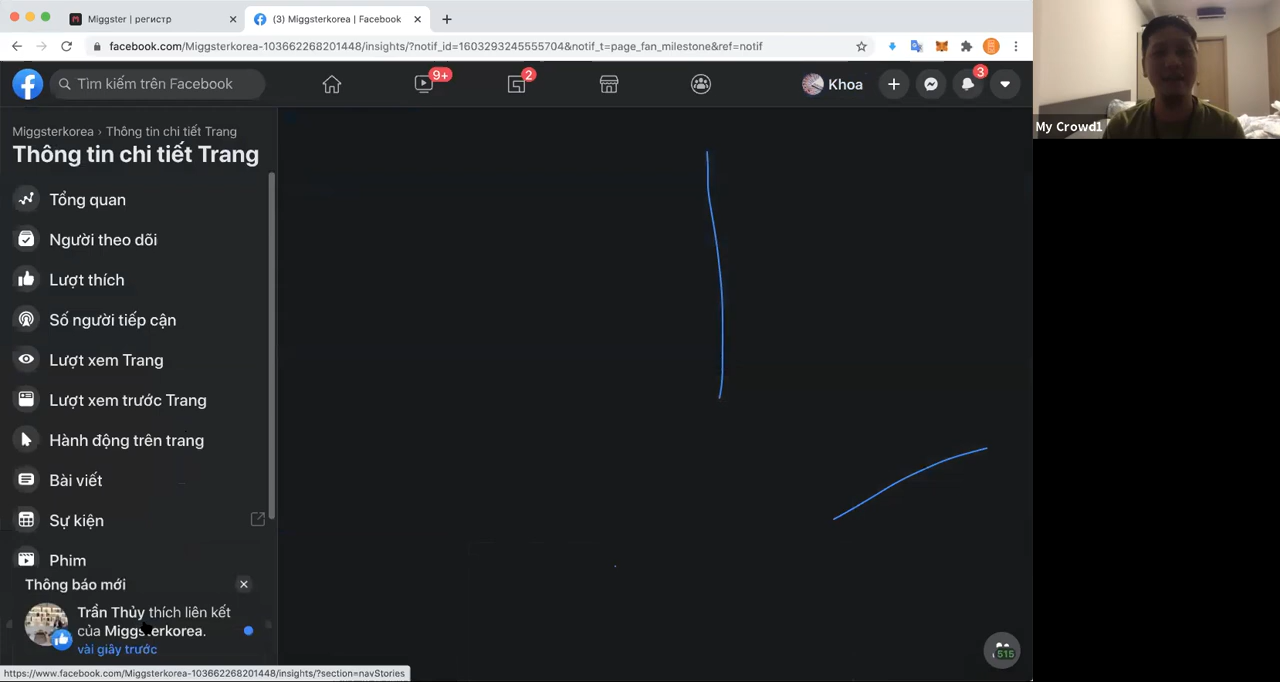 Miggster | регистр
(3) Miggsterkorea | Facebook
facebook.com/Miggsterkorea-103662268201448/insights/?notif_id=1603293245555704&notif_t=page_fan_milestone&ref=notif
Tìm kiếm trên Facebook
9+
2
Khoa
3
My Crowd1
Miggsterkorea › Thông tin chi tiết Trang
Thông tin chi tiết Trang
Tổng quan
Người theo dõi
Lượt thích
Số người tiếp cận
Lượt xem Trang
Lượt xem trước Trang
Hành động trên trang
Bài viết
Sự kiện
Phim
Thông báo mới
Trần Thủy thích liên kết
của Miggsterkorea.
vài giây trước
515
https://www.facebook.com/Miggsterkorea-103662268201448/insights/?section=navStories